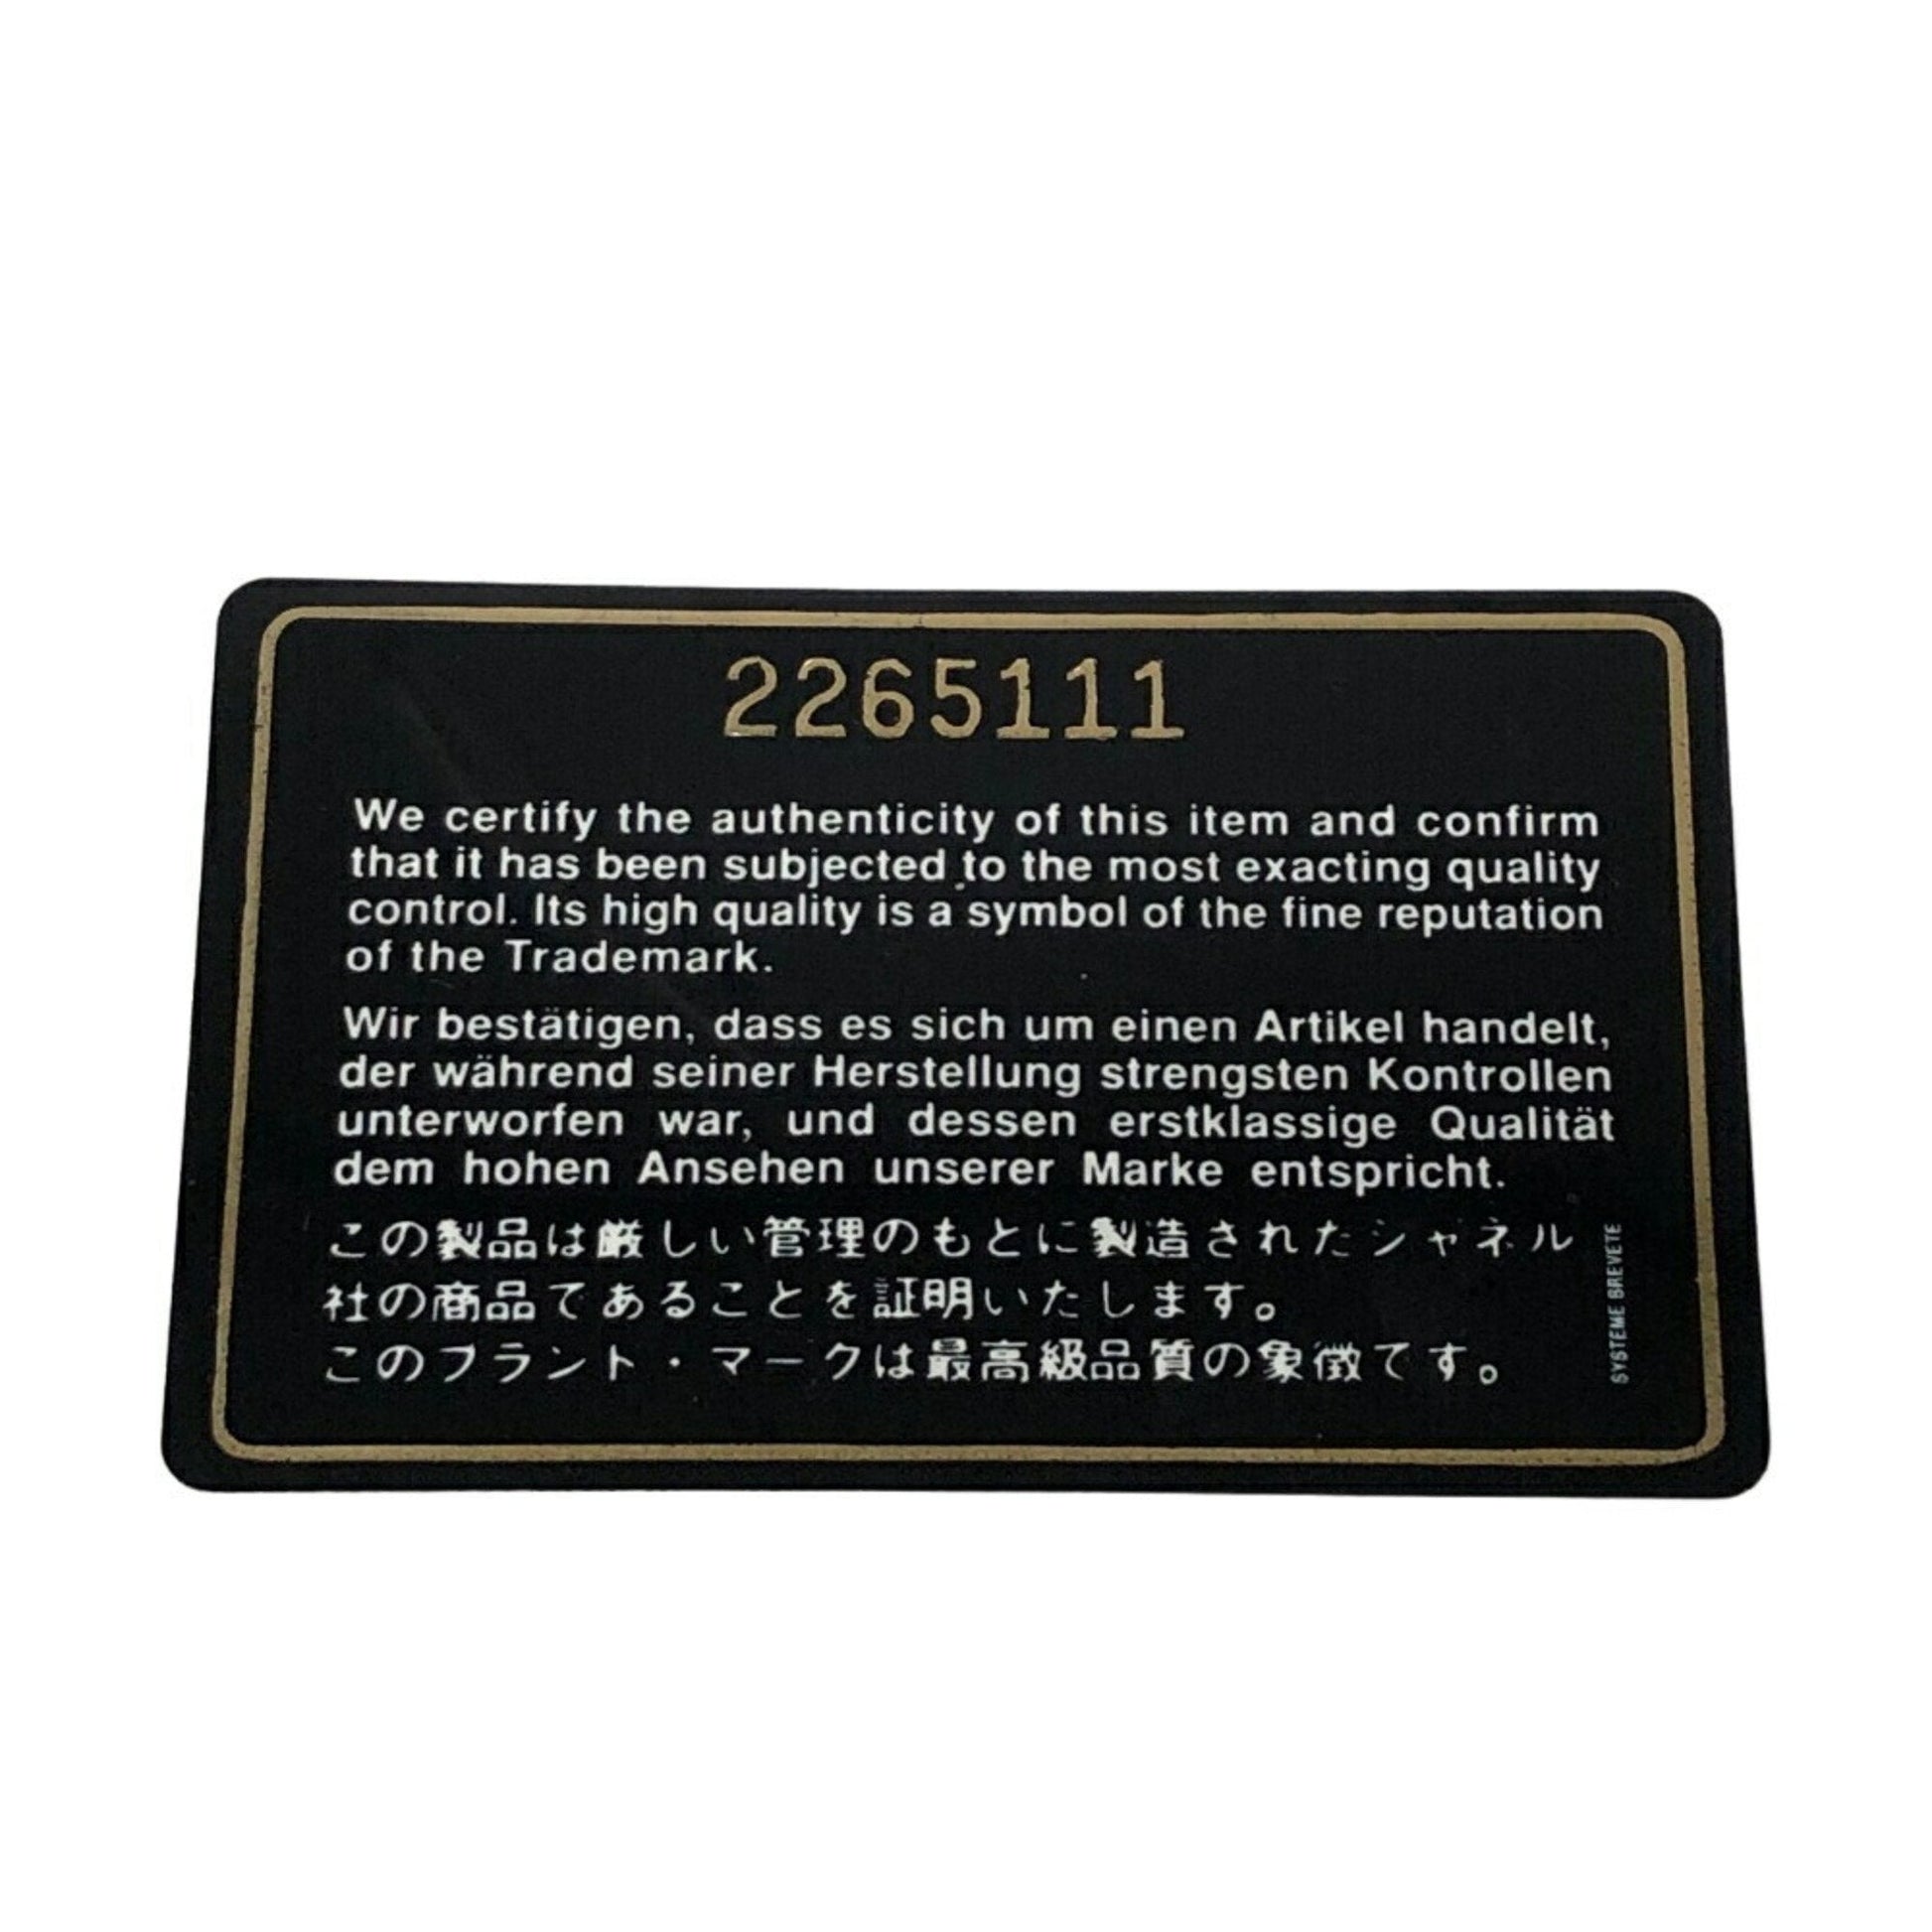 2265111
We certify the authenticity of this item and confirm
that it has been subjected to the most exacting quality
control. Its high quality is a symbol of the fine reputation
of the Trademark.
Wir bestätigen, dass es sich um einen Artikel handelt,
der während seiner Herstellung strengsten Kontrollen
unterworfen war, und dessen erstklassige Qualität
dem hohen Ansehen unserer Marke entspricht.
この製品は厳しい管理のもとに製造されたシャネル
社の商品であることを証明いたします。
このブランド・マークは最高級品質の象徴です。
SYSTEME BREVETE